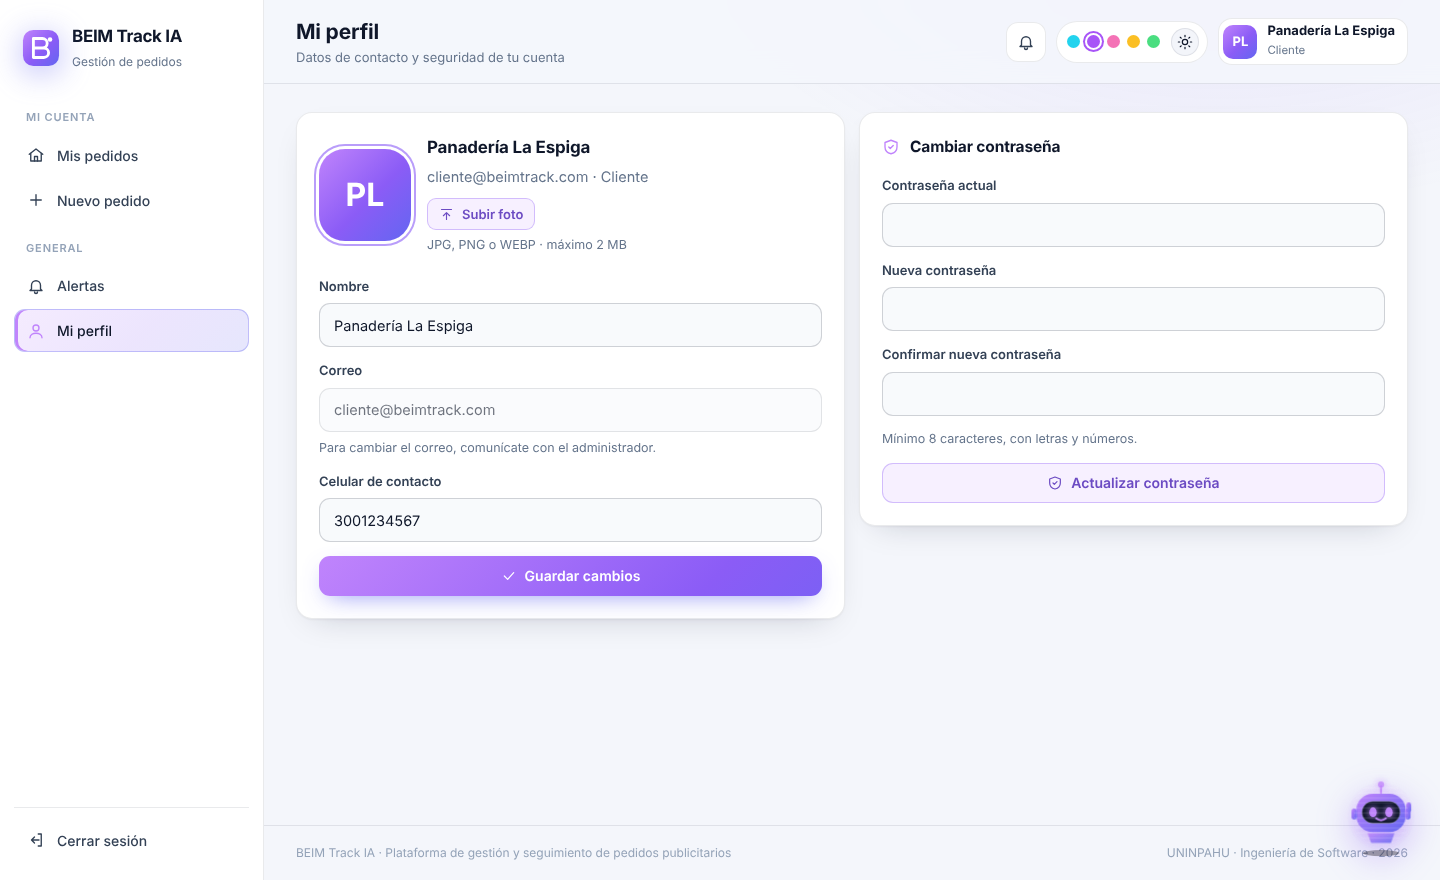 BEIM Track IA
Gestión de pedidos
MI CUENTA
Mis pedidos
Nuevo pedido
GENERAL
Alertas
Mi perfil
Cerrar sesión
Mi perfil
Datos de contacto y seguridad de tu cuenta
PL
Panadería La Espiga
Cliente
PL
Panadería La Espiga
cliente@beimtrack.com · Cliente
Subir foto
JPG, PNG o WEBP · máximo 2 MB
Nombre
Panadería La Espiga
Correo
cliente@beimtrack.com
Para cambiar el correo, comunícate con el administrador.
Celular de contacto
3001234567
Guardar cambios
Cambiar contraseña
Contraseña actual
Nueva contraseña
Confirmar nueva contraseña
Mínimo 8 caracteres, con letras y números.
Actualizar contraseña
BEIM Track IA · Plataforma de gestión y seguimiento de pedidos publicitarios
UNINPAHU · Ingeniería de Software · 2026